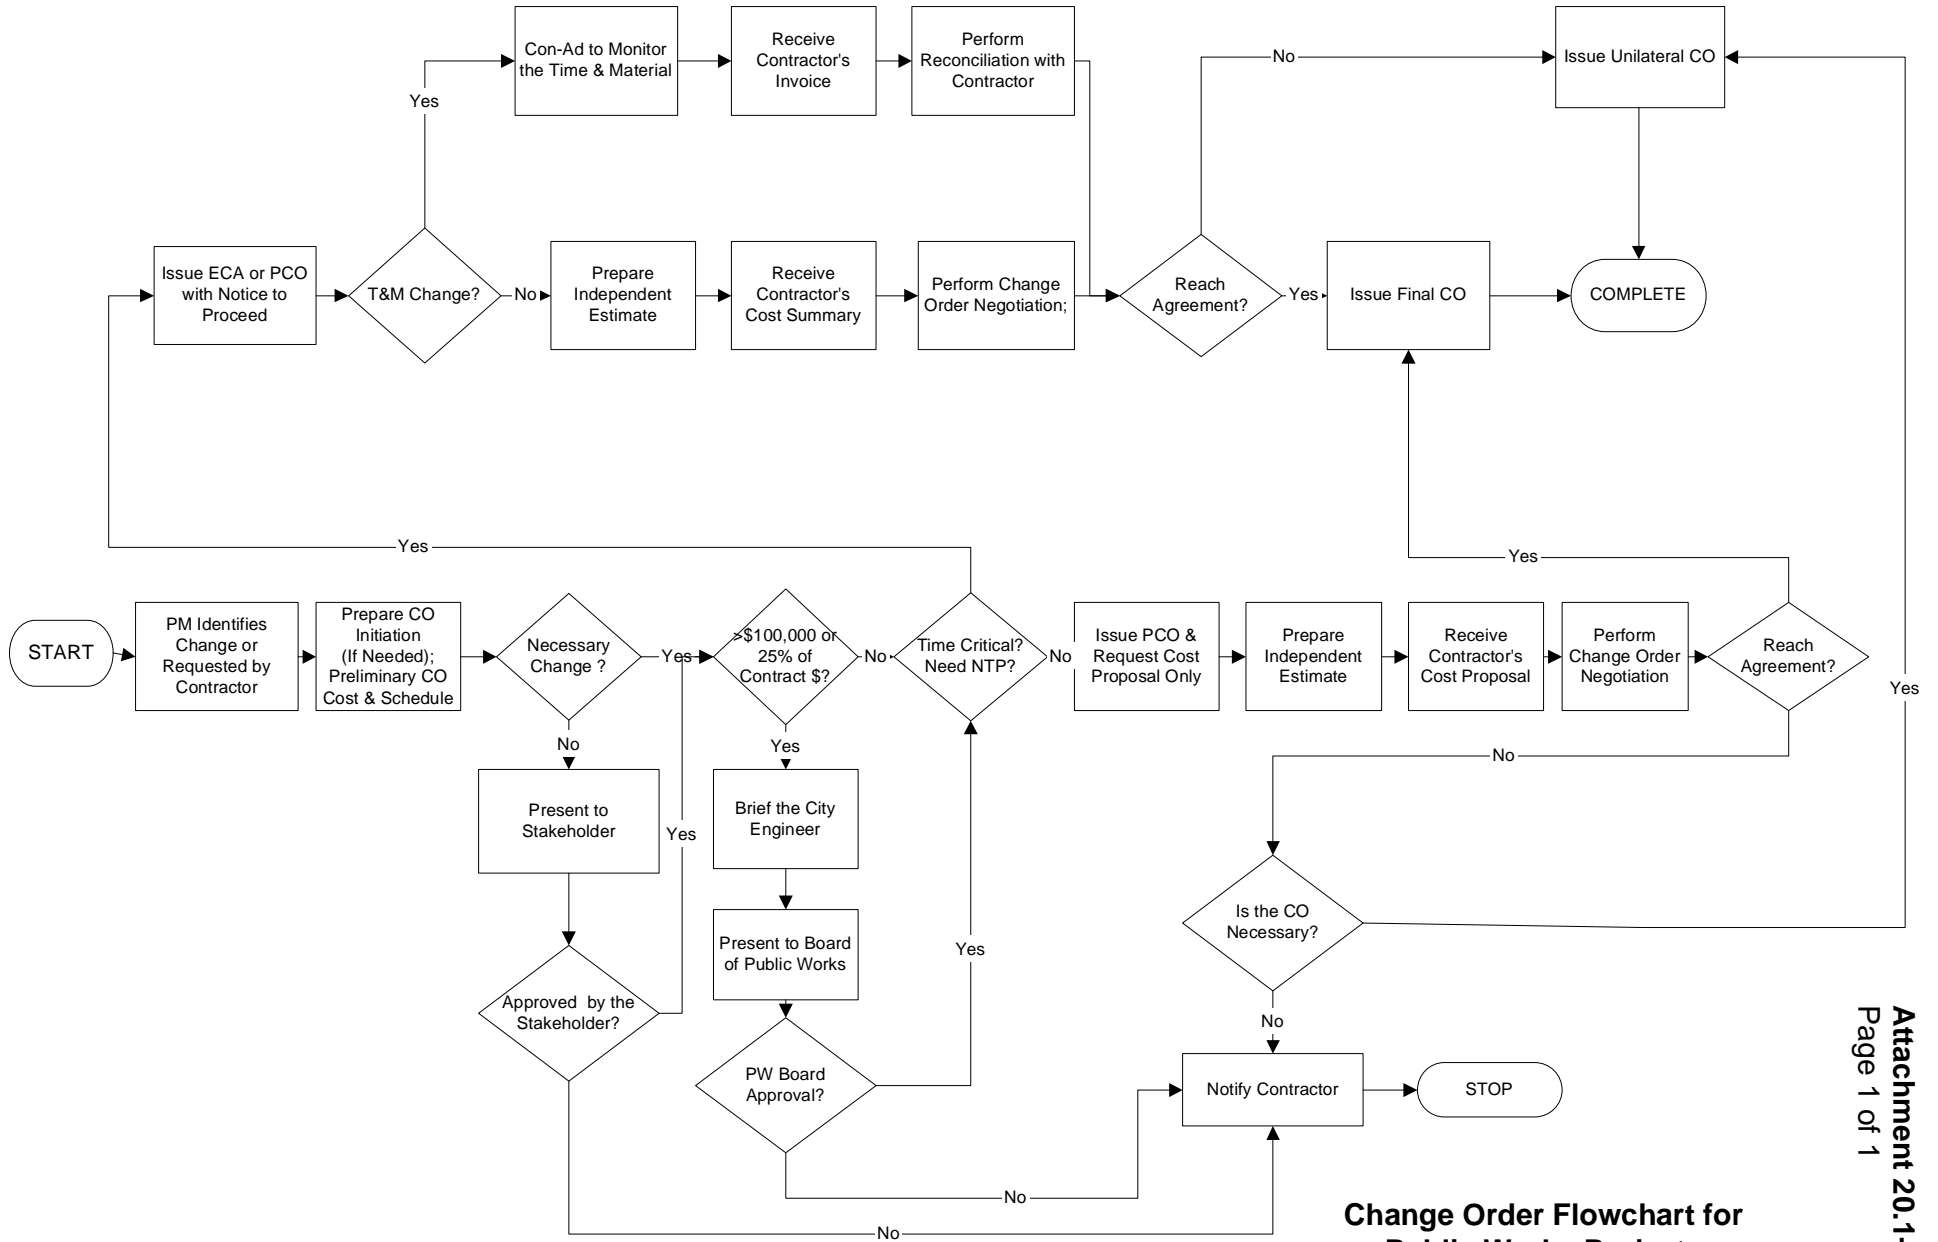 Con-Ad to Monitor
the Time & Material
Receive
Contractor's
Invoice
Perform
Reconciliation with
Contractor
No
Issue Unilateral CO
Yes
Issue ECA or PCO
with Notice to
Proceed
T&M Change?
No
Prepare
Independent
Estimate
Receive
Contractor's
Cost Summary
Perform Change
Order Negotiation;
Reach
Agreement?
Yes
Issue Final CO
COMPLETE
Yes
Yes
START
PM Identifies
Change or
Requested by
Contractor
Prepare CO
Initiation
(If Needed);
Preliminary CO
Cost & Schedule
Necessary
Change ?
Yes
>$100,000 or
25% of
Contract $?
No
Time Critical?
Need NTP?
No
Issue PCO &
Request Cost
Proposal Only
Prepare
Independent
Estimate
Receive
Contractor's
Cost Proposal
Perform
Change Order
Negotiation
Reach
Agreement?
Yes
No
Yes
No
Present to
Stakeholder
Yes
Brief the City
Engineer
Is the CO
Necessary?
Present to Board
of Public Works
Yes
Approved by the
Stakeholder?
No
PW Board
Approval?
Notify Contractor
STOP
No
No
Attachment 20.1-
Page 1 of 1
Change Order Flowchart for